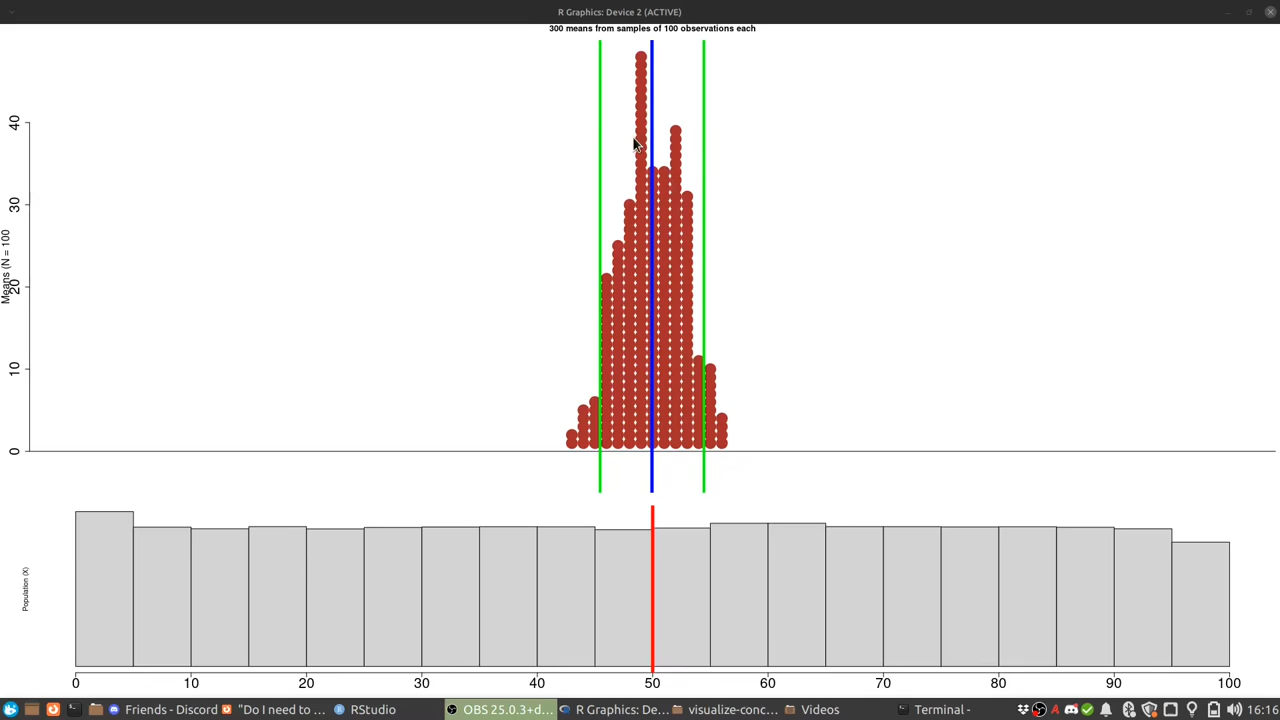 R Graphics: Device 2 (ACTIVE)
300 means from samples of 100 observations each
40
30
20
10
0
Means (N = 100
Population (X)
0 10 20 30 40 50 60 70 80 90 100
Friends - Discord "Do I need to ... RStudio OBS 25.0.3+d... R Graphics: De... visualize-conc... Videos Terminal - 16:16